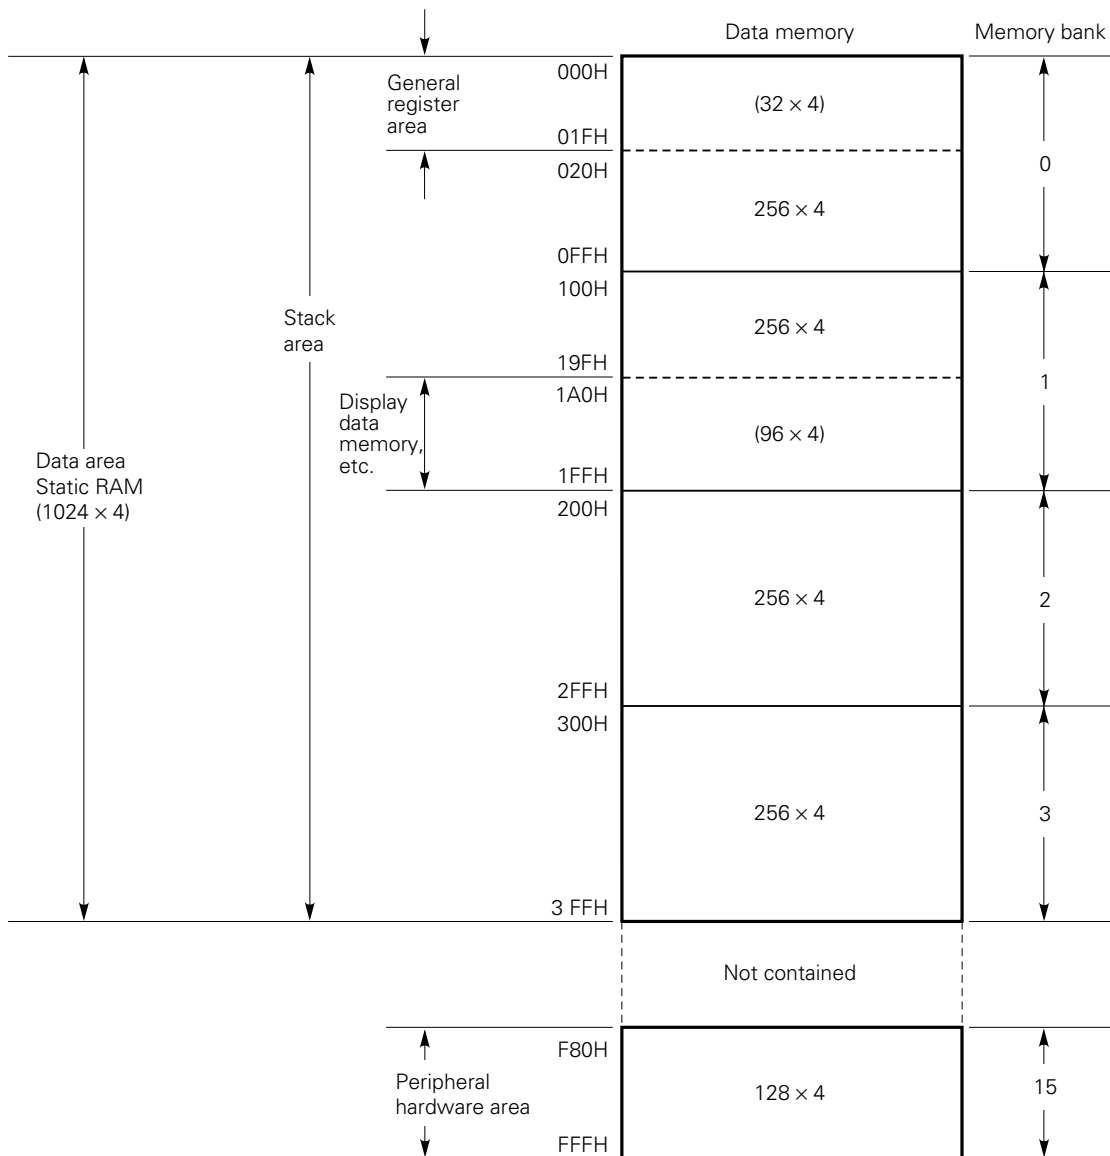 Data memory
Memory bank
000H
General
register
area
(32 × 4)
01FH
020H
0
256 × 4
0FFH
100H
Stack
area
256 × 4
19FH
1A0H
1
Display
data
memory,
etc.
(96 × 4)
Data area
Static RAM
(1024 × 4)
1FFH
200H
256 × 4
2
2FFH
300H
256 × 4
3
3 FFH
Not contained
F80H
Peripheral
hardware area
128 × 4
15
FFFH